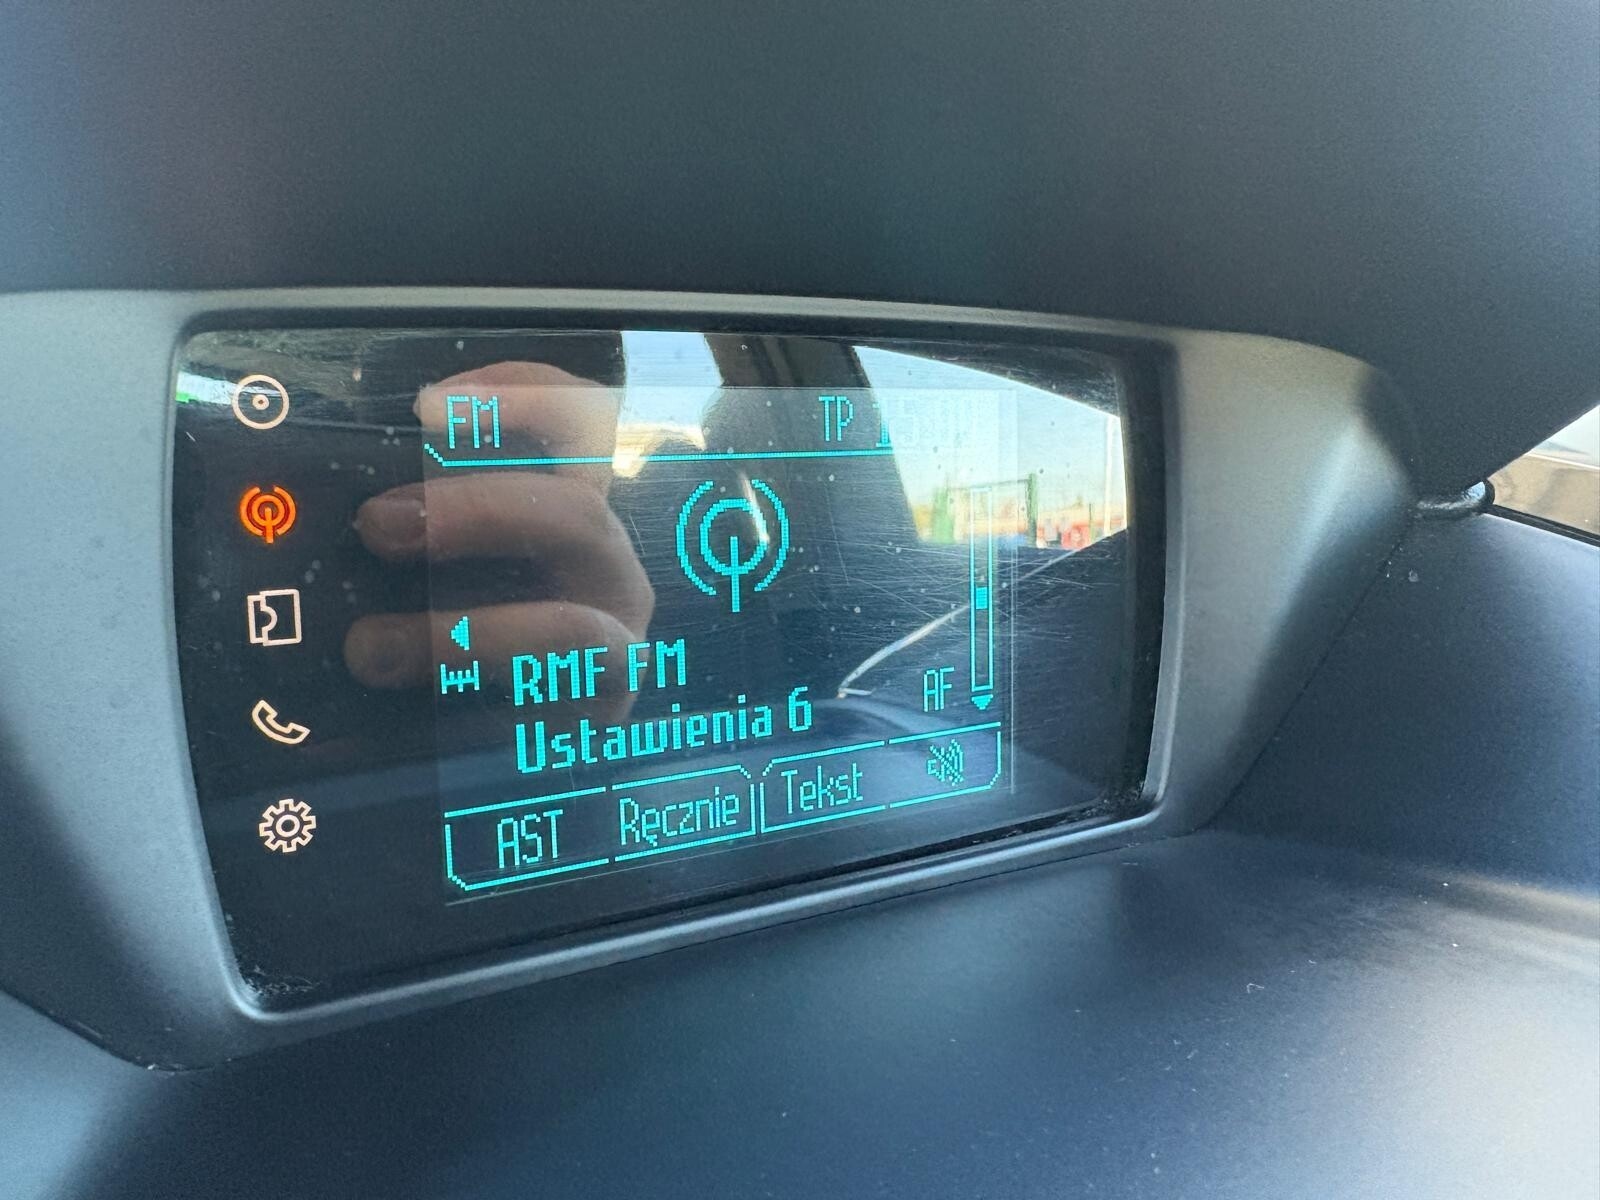 FM TP
RMF FM
AF
Ustawienia 6
AST Ręcznie Tekst